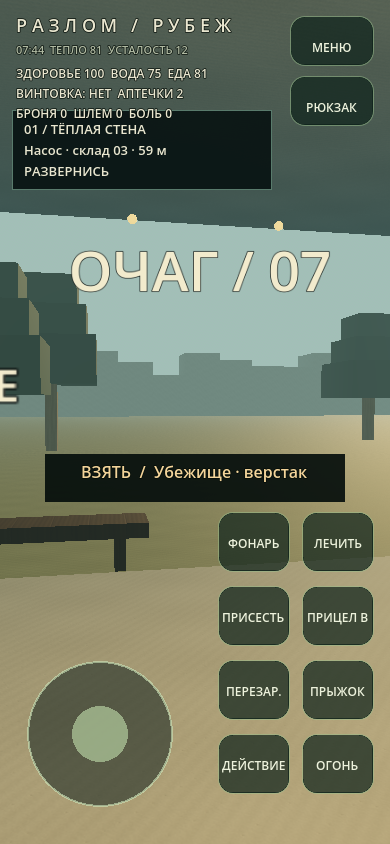 РАЗЛОМ / РУБЕЖ
07:44 ТЕПЛО 81 УСТАЛОСТЬ 12
ЗДОРОВЬЕ 100 ВОДА 75 ЕДА 81
ВИНТОВКА: НЕТ АПТЕЧКИ 2
БРОНЯ 0 ШЛЕМ 0 БОЛЬ 0
МЕНЮ
РЮКЗАК
01 / ТЁПЛАЯ СТЕНА
Насос · склад 03 · 59 м
РАЗВЕРНИСЬ
ОЧАГ / 07
Е
ВЗЯТЬ / Убежище · верстак
ФОНАРЬ
ЛЕЧИТЬ
ПРИСЕСТЬ
ПРИЦЕЛ В
ПЕРЕЗАР.
ПРЫЖОК
ДЕЙСТВИЕ
ОГОНЬ